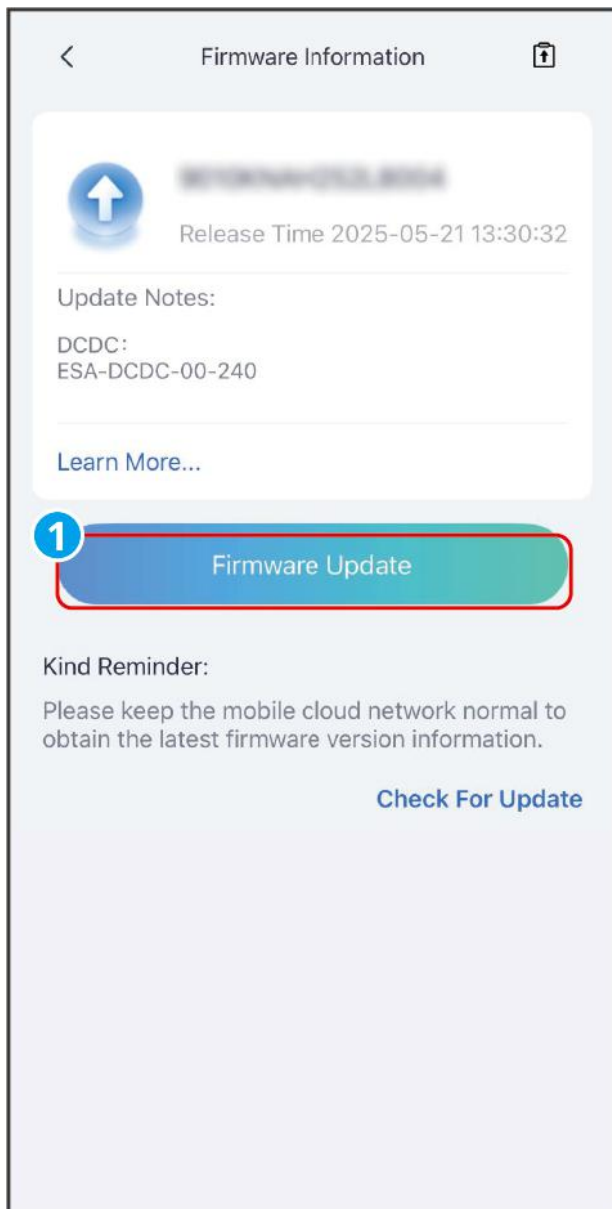 Firmware Information
Release Time 2025-05-21 13:30:32
Update Notes:
DCDC:
ESA-DCDC-00-240
Learn More...
1
Firmware Update
Kind Reminder:
Please keep the mobile cloud network normal to
obtain the latest firmware version information.
Check For Update